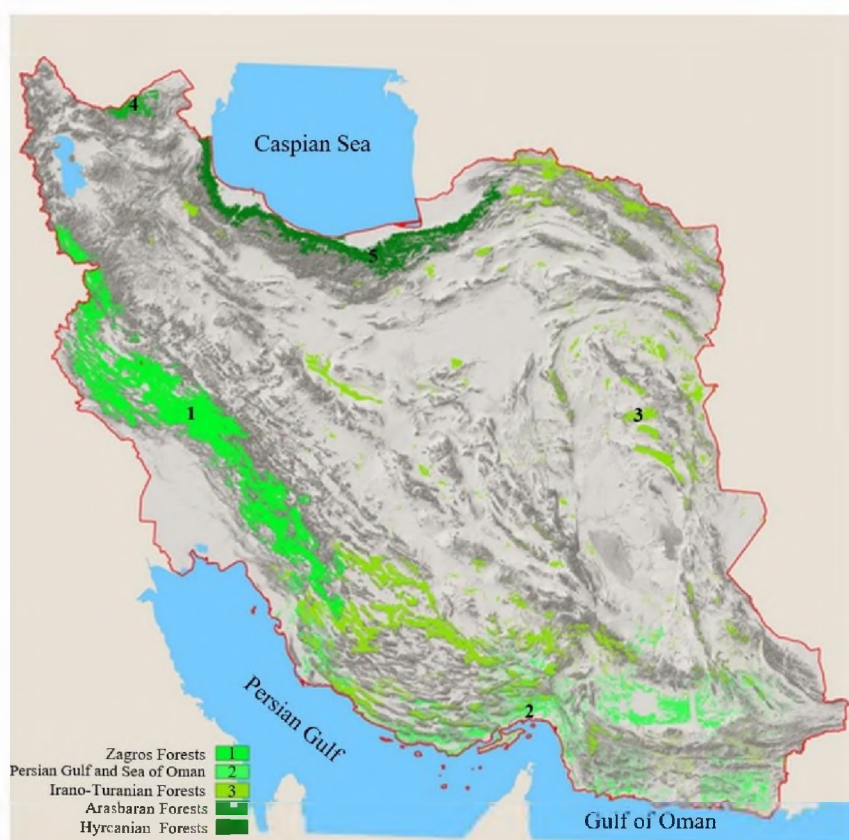 4
Caspian Sea
5
1
3
2
Persian Gulf
Zagros Forests 1
Persian Gulf and Sea of Oman 2
Irano-Turanian Forests 3
Arasbaran Forests
Hyrcanian Forests
Gulf of Oman